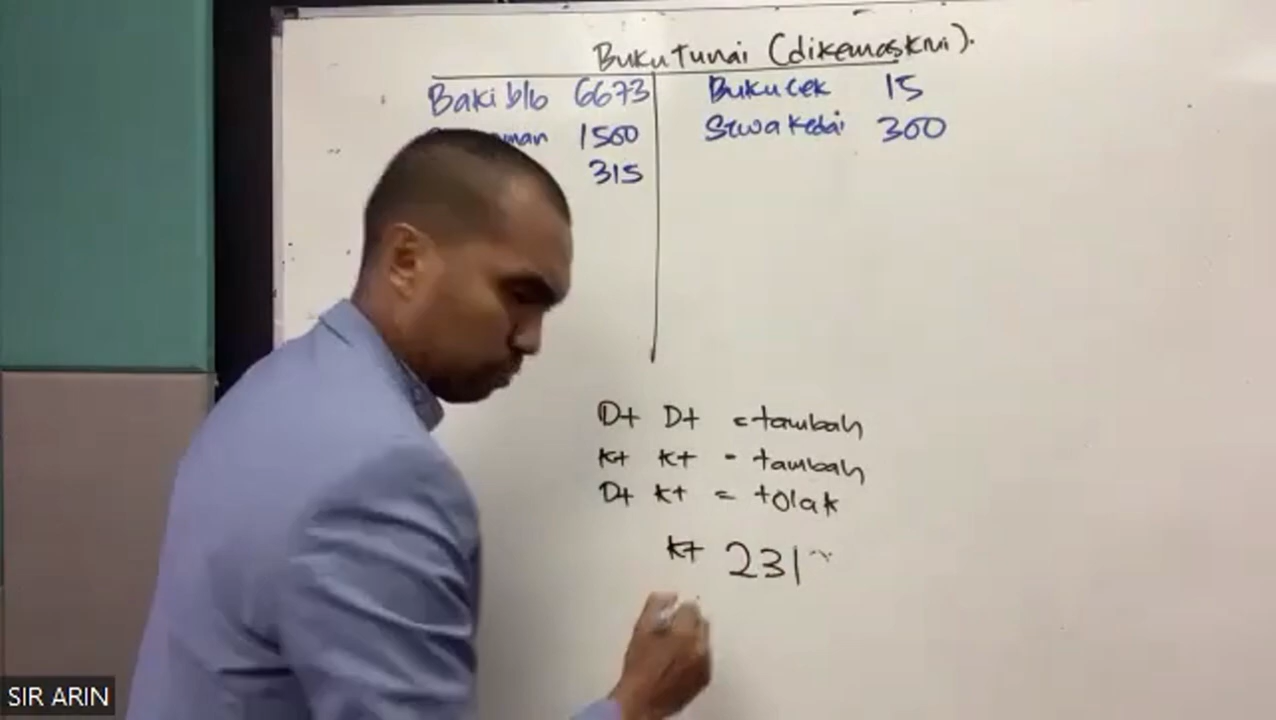 Buku Tunai (dikemaskini).
Baki b/b 6673 Buku cek 15
1500 Sewa kedai 300
315
Dt Dt = tambah
Kt Kt = tambah
Dt Kt = tolak
Kt 231
SIR ARIN